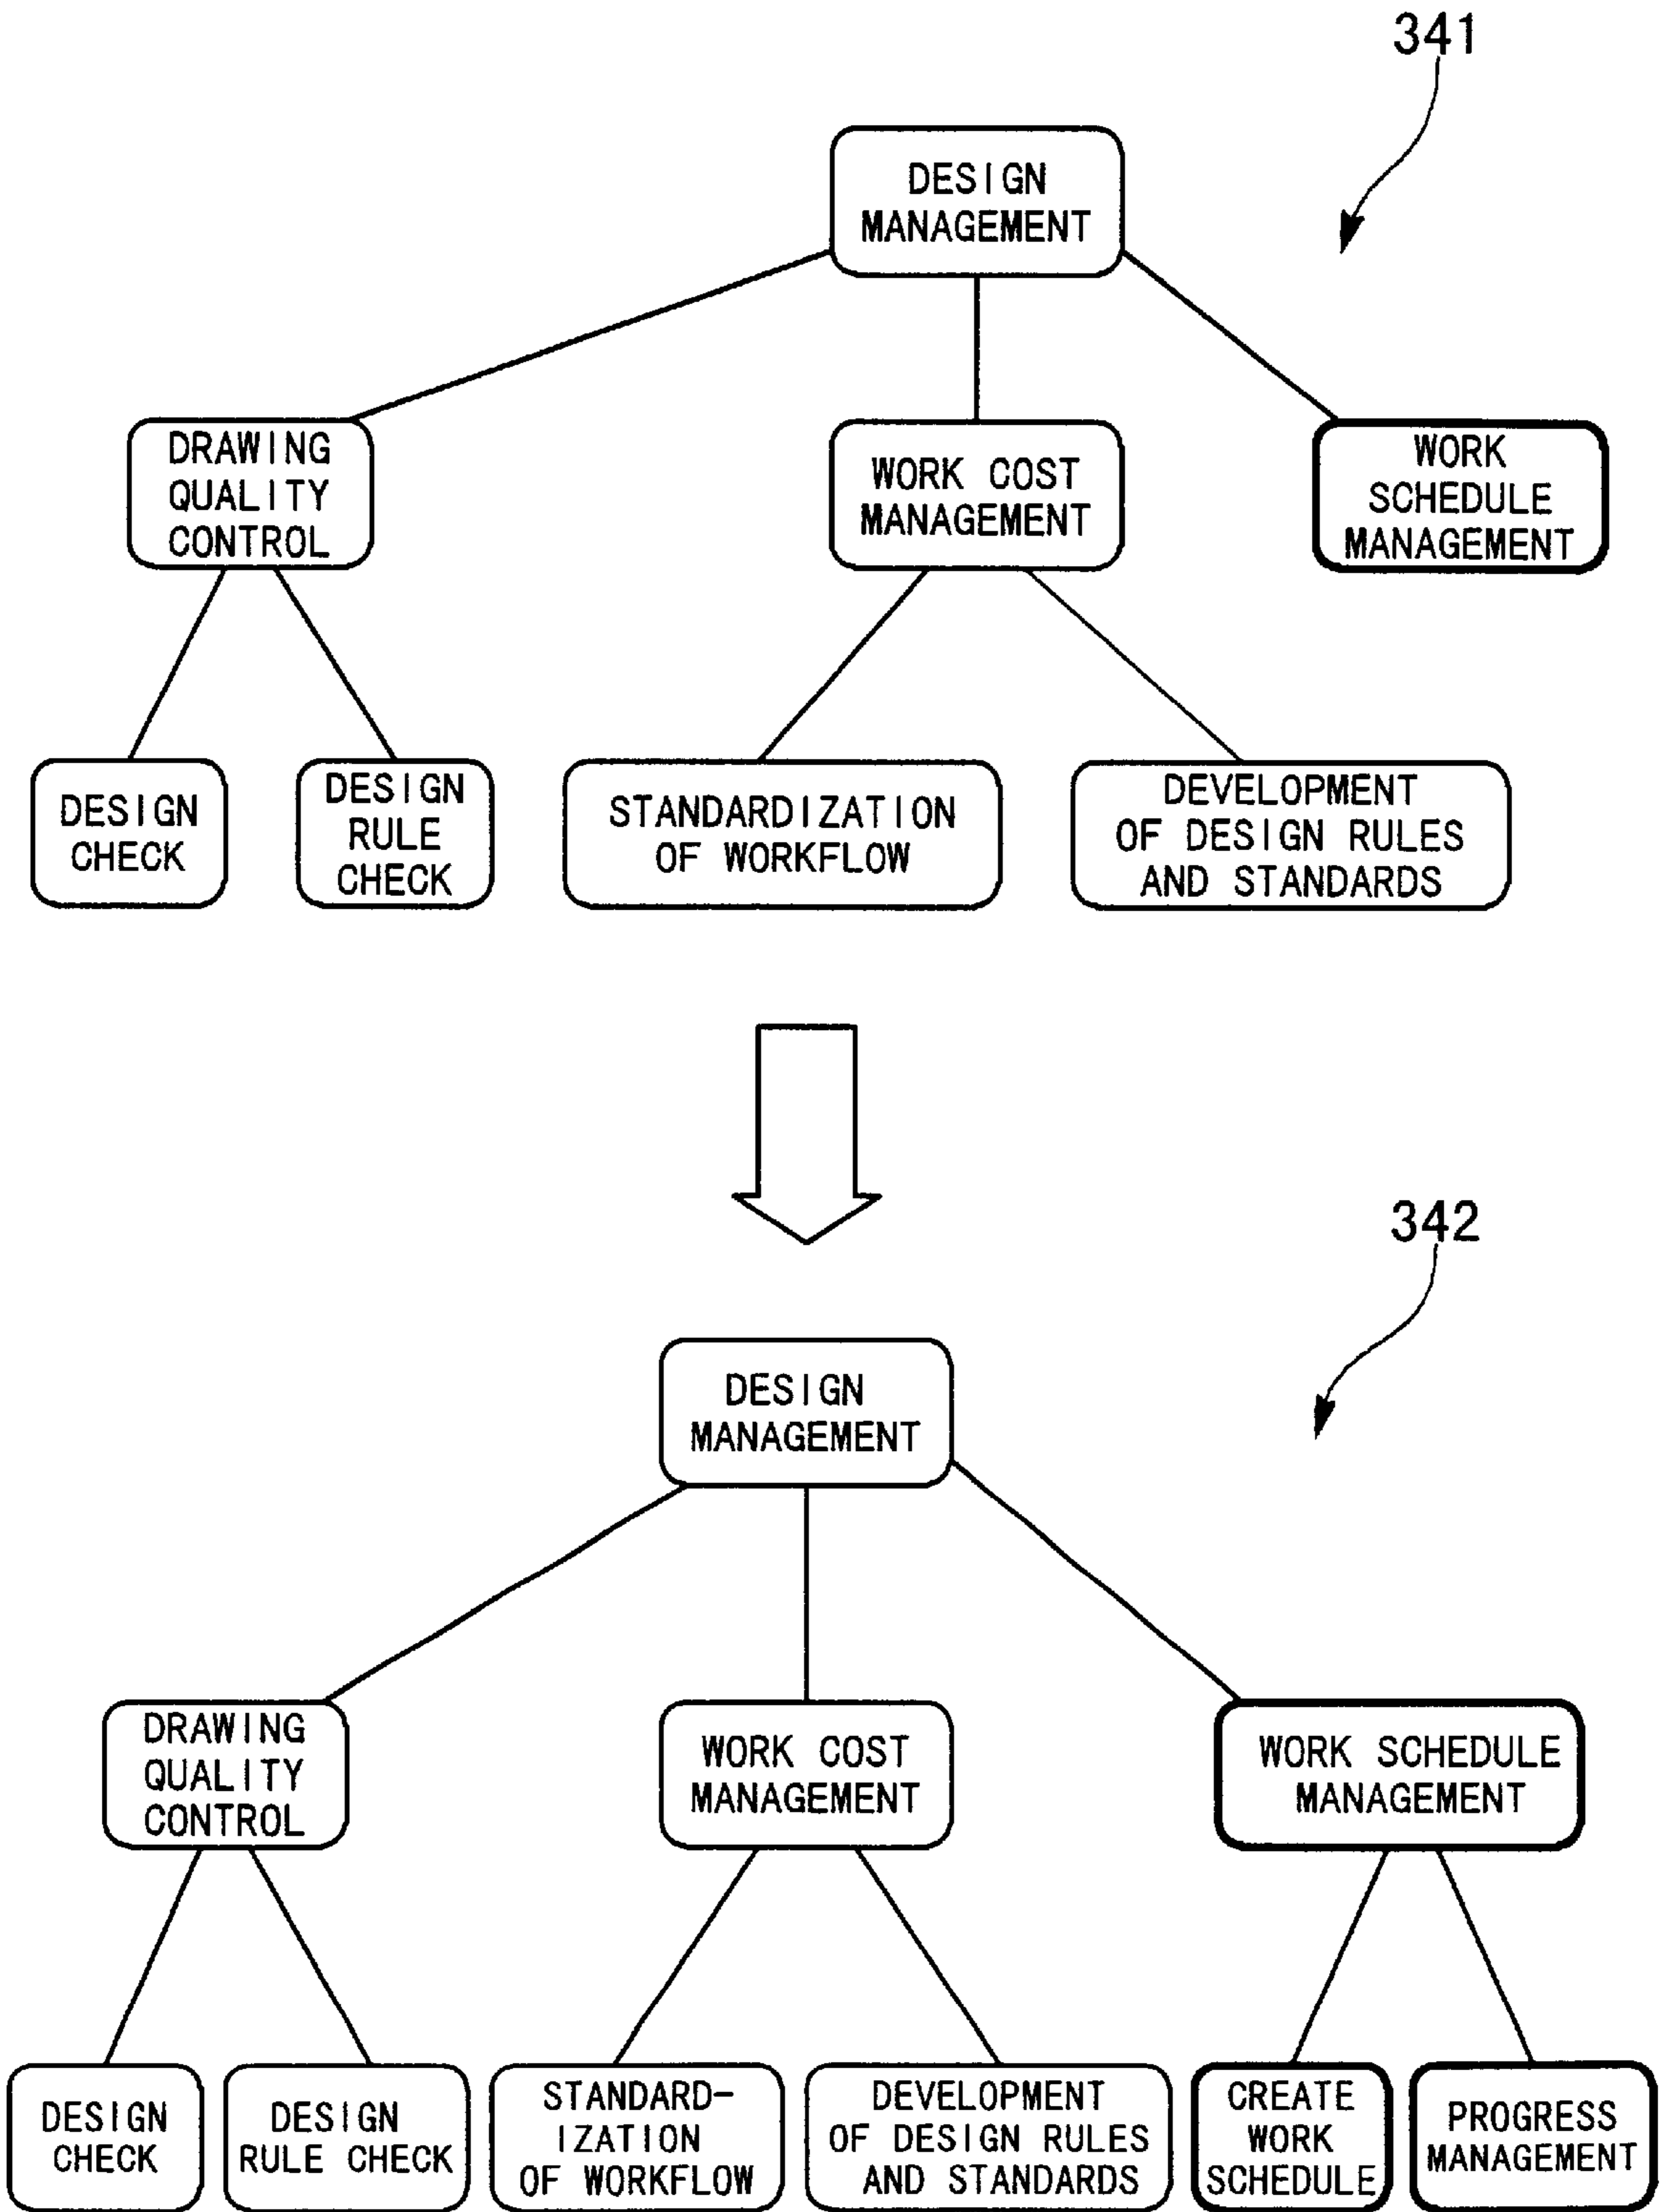 341
DESIGN
MANAGEMENT
DRAWING
QUALITY
CONTROL
WORK COST
MANAGEMENT
WORK
SCHEDULE
MANAGEMENT
DESIGN
CHECK
DESIGN
RULE
CHECK
STANDARDIZATION
OF WORKFLOW
DEVELOPMENT
OF DESIGN RULES
AND STANDARDS
342
DESIGN
MANAGEMENT
DRAWING
QUALITY
CONTROL
WORK COST
MANAGEMENT
WORK SCHEDULE
MANAGEMENT
DESIGN
CHECK
DESIGN
RULE CHECK
STANDARD-
IZATION
OF WORKFLOW
DEVELOPMENT
OF DESIGN RULES
AND STANDARDS
CREATE
WORK
SCHEDULE
PROGRESS
MANAGEMENT